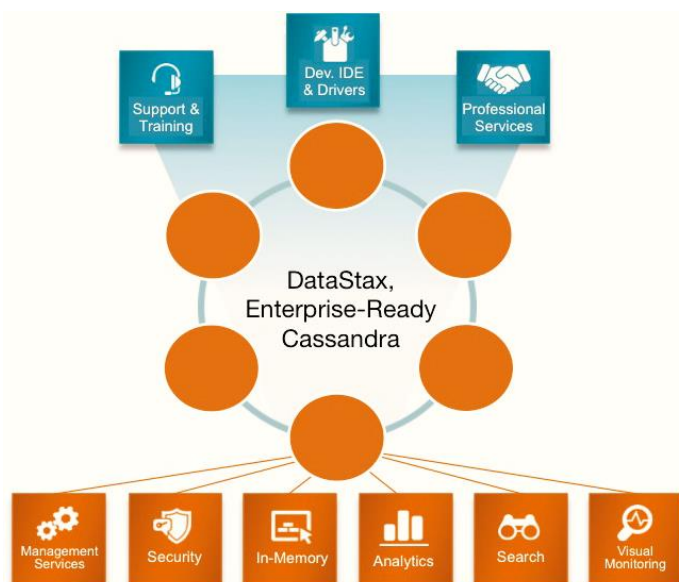 Dev. IDE
& Drivers
Support &
Training
Professional
Services
DataStax,
Enterprise-Ready
Cassandra
Management
Services
Security
In-Memory
Analytics
Search
Visual
Monitoring